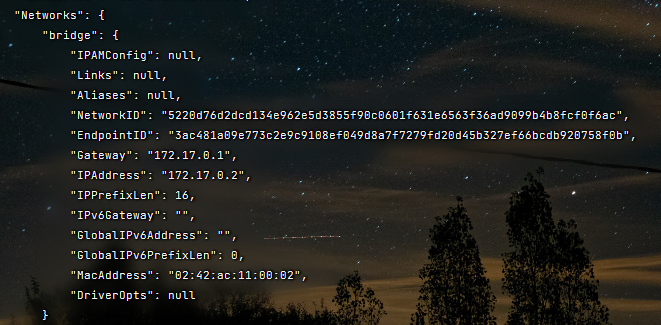 "Networks": {
"bridge": {
"IPAMConfig": null,
"Links": null,
"Aliases": null,
"NetworkID": "5220d76d2dcd134e962e5d3855f90c0601f631e6563f36ad9099b4b8fcf0f6ac",
"EndpointID": "3ac481a09e773c2e9c9108ef049d8a7f7279fd20d45b327ef66bcdb920758f0b",
"Gateway": "172.17.0.1",
"IPAddress": "172.17.0.2",
"IPPrefixLen": 16,
"IPv6Gateway": "",
"GlobalIPv6Address": "",
"GlobalIPv6PrefixLen": 0,
"MacAddress": "02:42:ac:11:00:02",
"DriverOpts": null
}